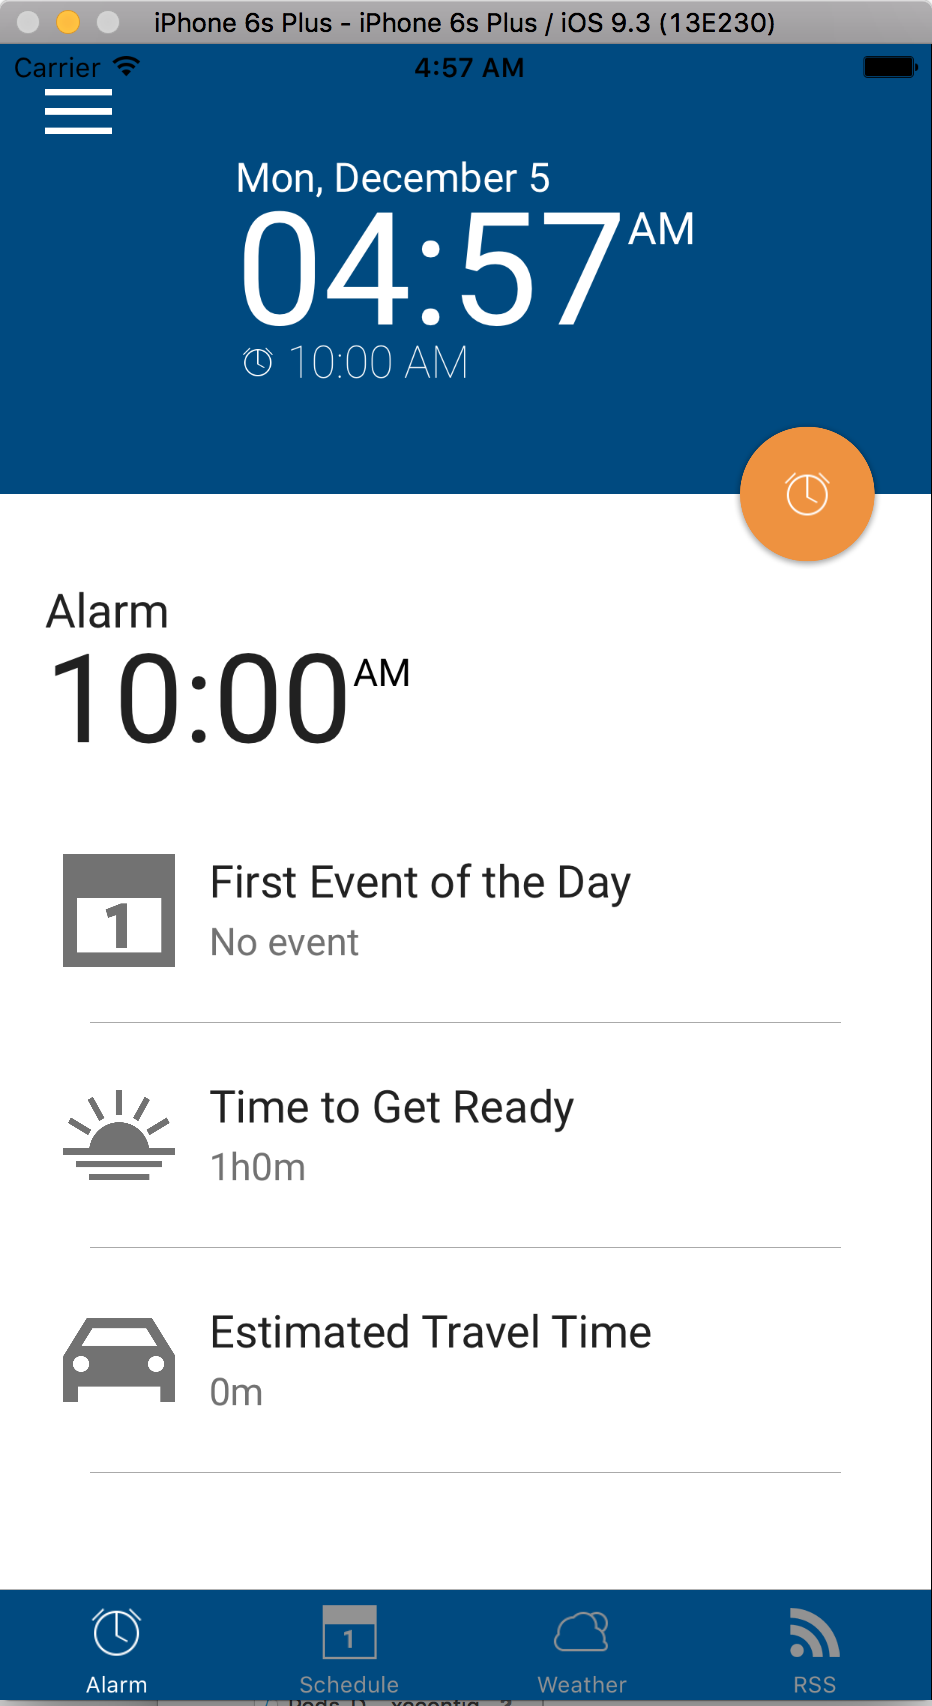 iPhone 6s Plus - iPhone 6s Plus / iOS 9.3 (13E230)
Carrier 4:57 AM
Mon, December 5
04:57 AM
10:00 AM
Alarm
10:00 AM
1 First Event of the Day
No event
Time to Get Ready
1h0m
Estimated Travel Time
0m
1
Alarm Schedule Weather RSS